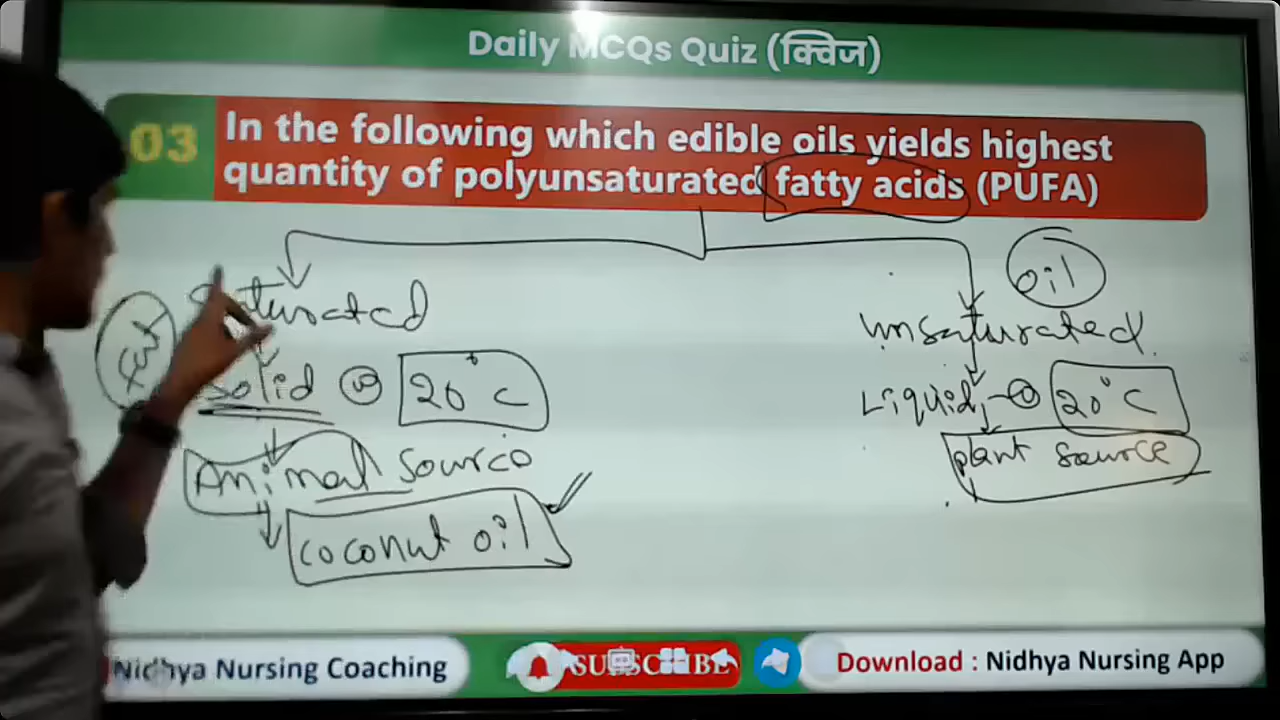 Daily MCQs Quiz (क्विज)
03
In the following which edible oils yields highest
quantity of polyunsaturated fatty acids (PUFA)
oil
Saturated
unsaturated
fat
Solid @ 20°C
Liquid @ 20°C
Animal source
plant source
coconut oil
Nidhya Nursing Coaching
SUBSCRIBE
Download : Nidhya Nursing App